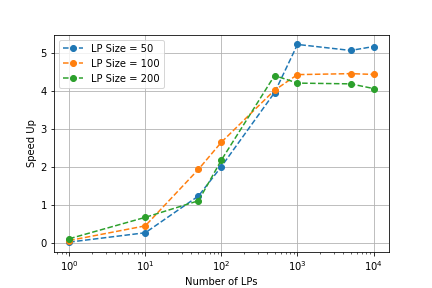 LP Size = 50
LP Size = 100
LP Size = 200
5
4
3
2
1
0
Speed Up
10⁰ 10¹ 10² 10³ 10⁴
Number of LPs